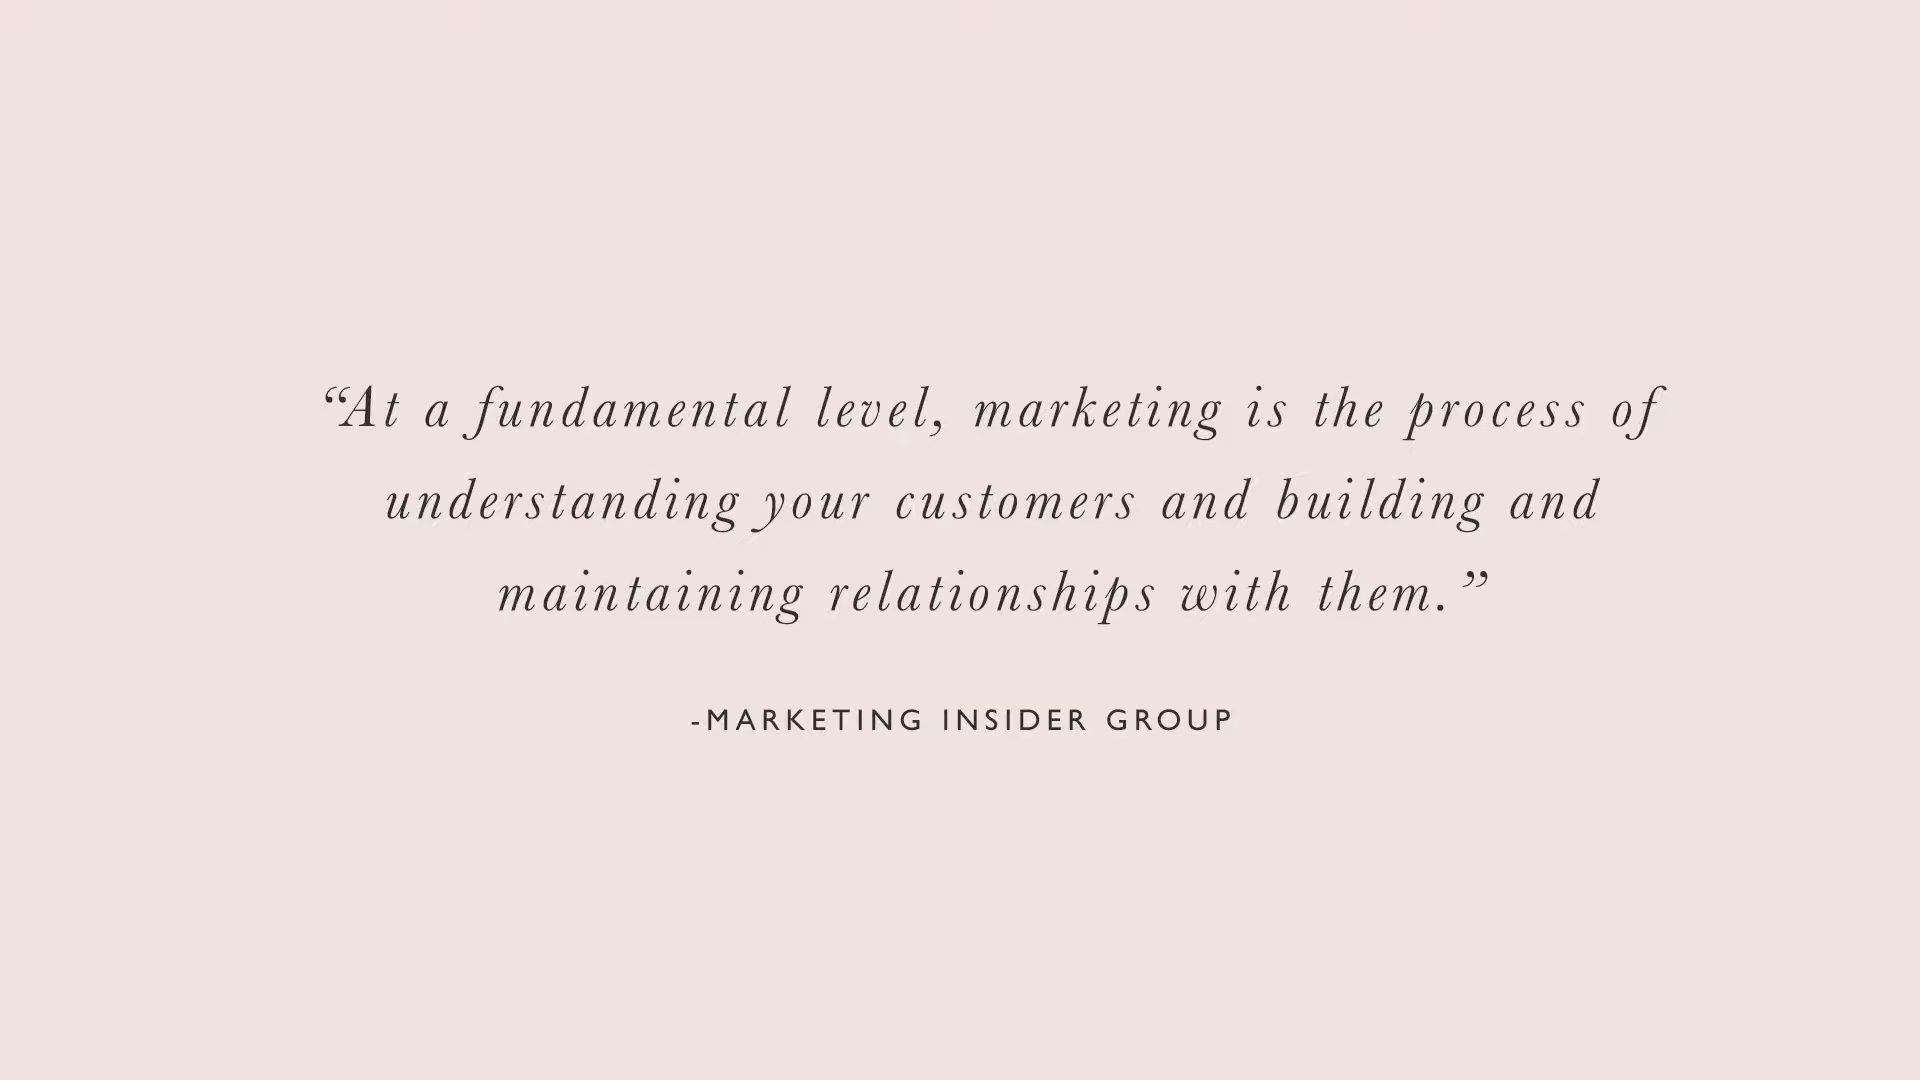 “At a fundamental level, marketing is the process of
understanding your customers and building and
maintaining relationships with them.”
-MARKETING INSIDER GROUP